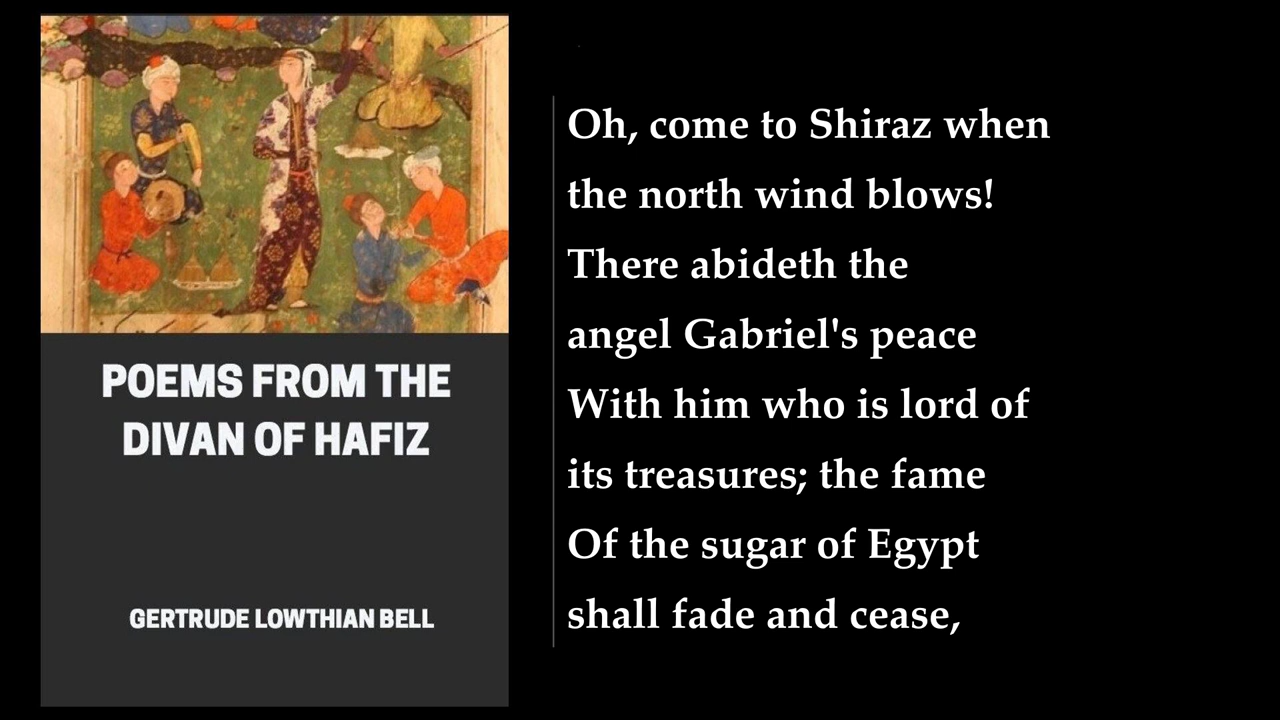 POEMS FROM THE
DIVAN OF HAFIZ
GERTRUDE LOWTHIAN BELL
Oh, come to Shiraz when
the north wind blows!
There abideth the
angel Gabriel's peace
With him who is lord of
its treasures; the fame
Of the sugar of Egypt
shall fade and cease,